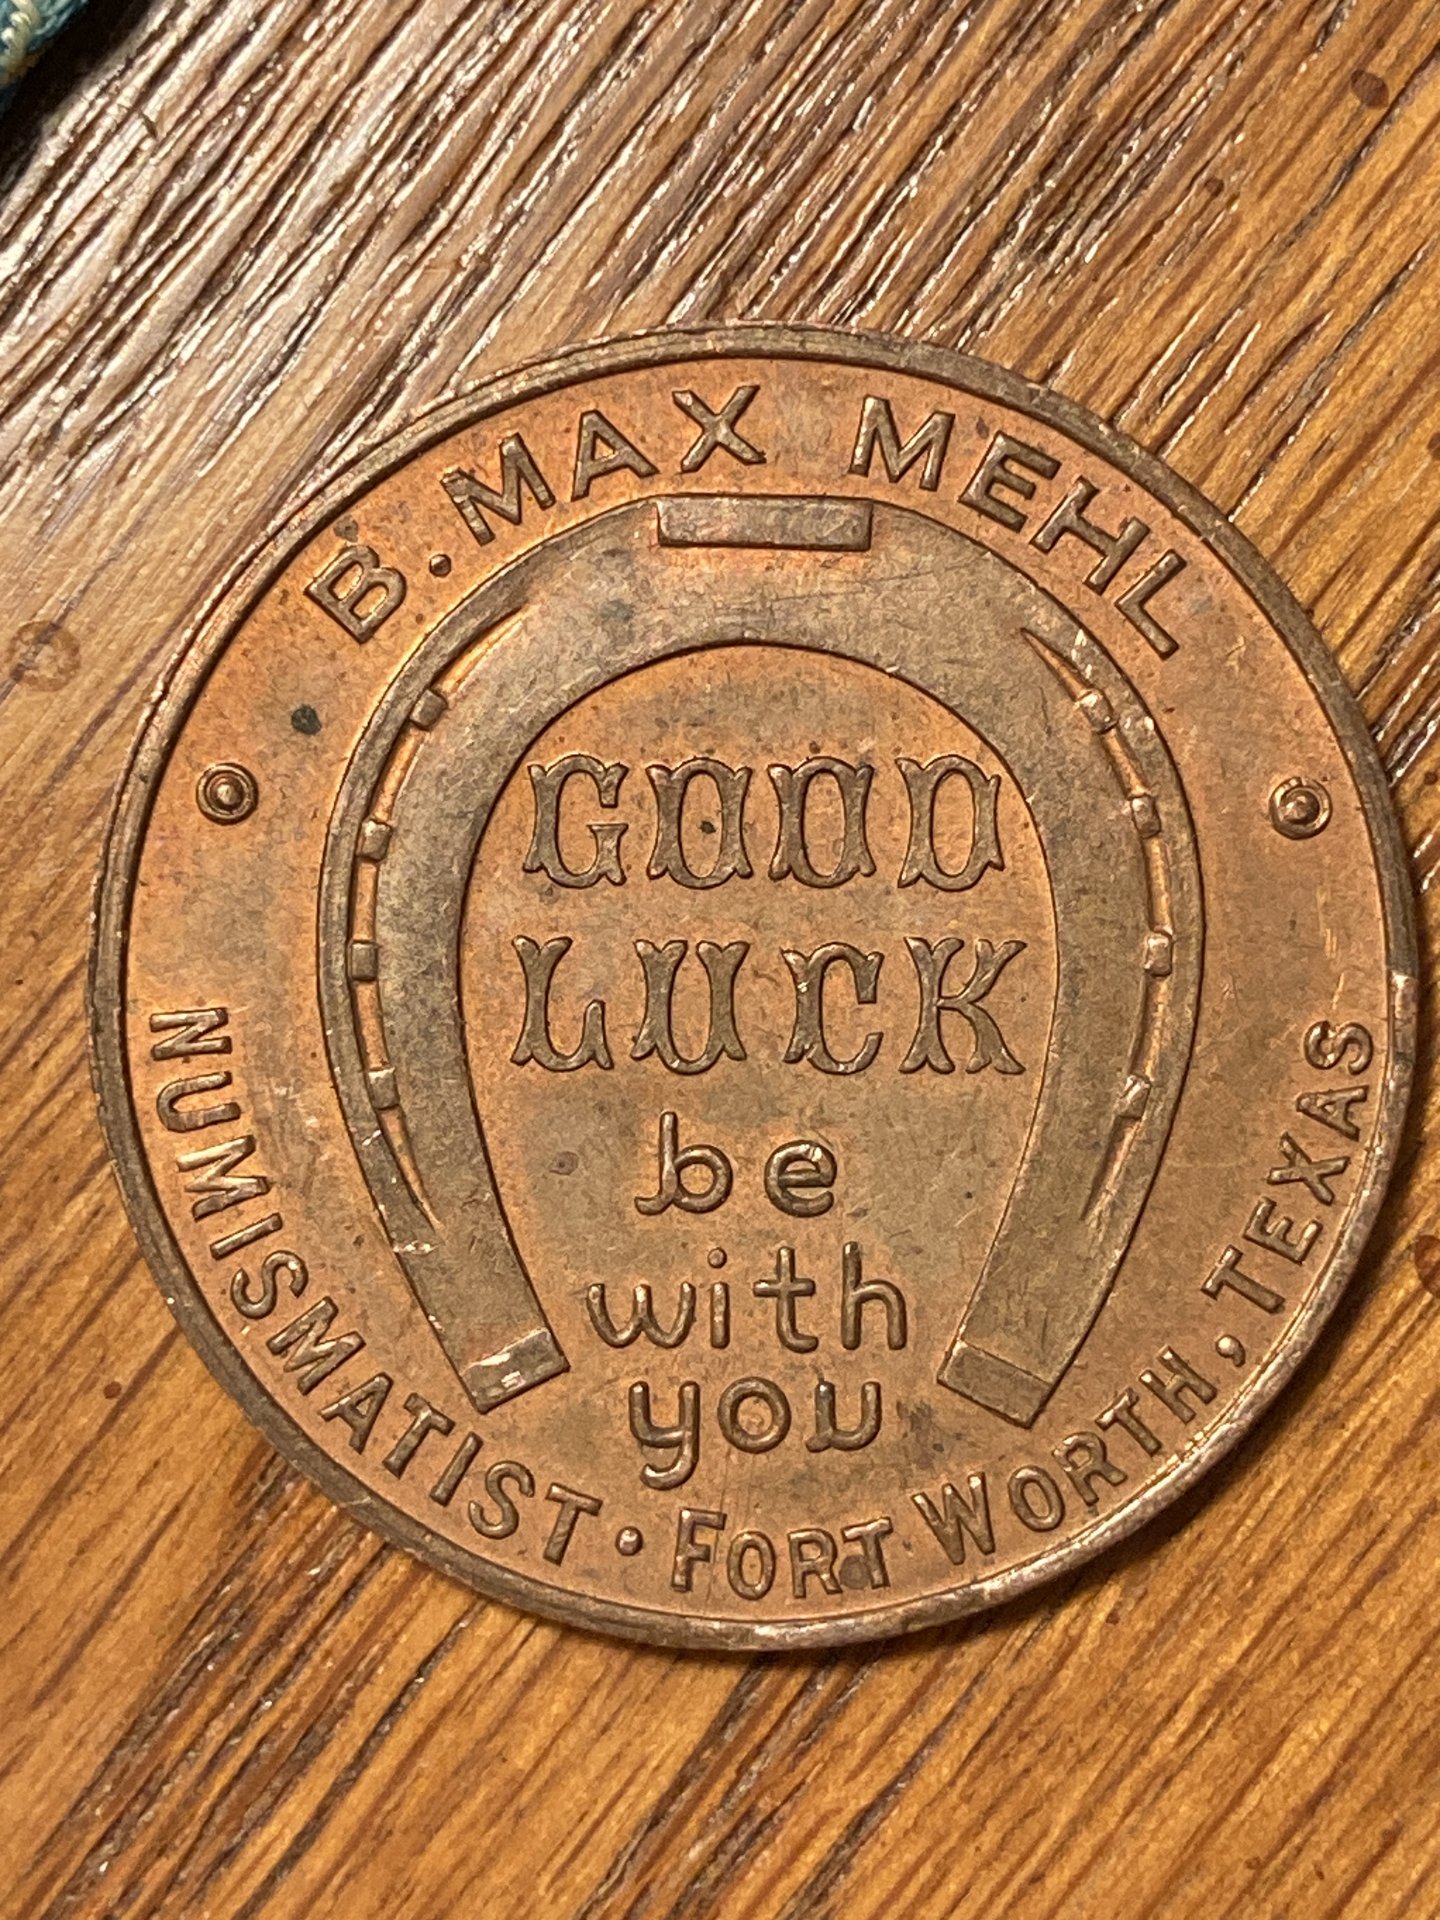 B. MAX MEHL
GOOD
LUCK
be
with
you
NUMISMATIST · FORT WORTH, TEXAS